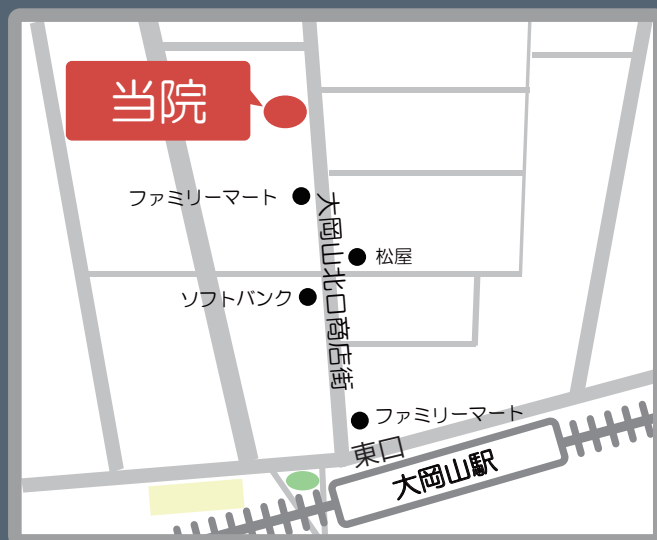 当院
ファミリーマート
大岡山北口商店街
松屋
ソフトバンク
ファミリーマート
東口
大岡山駅